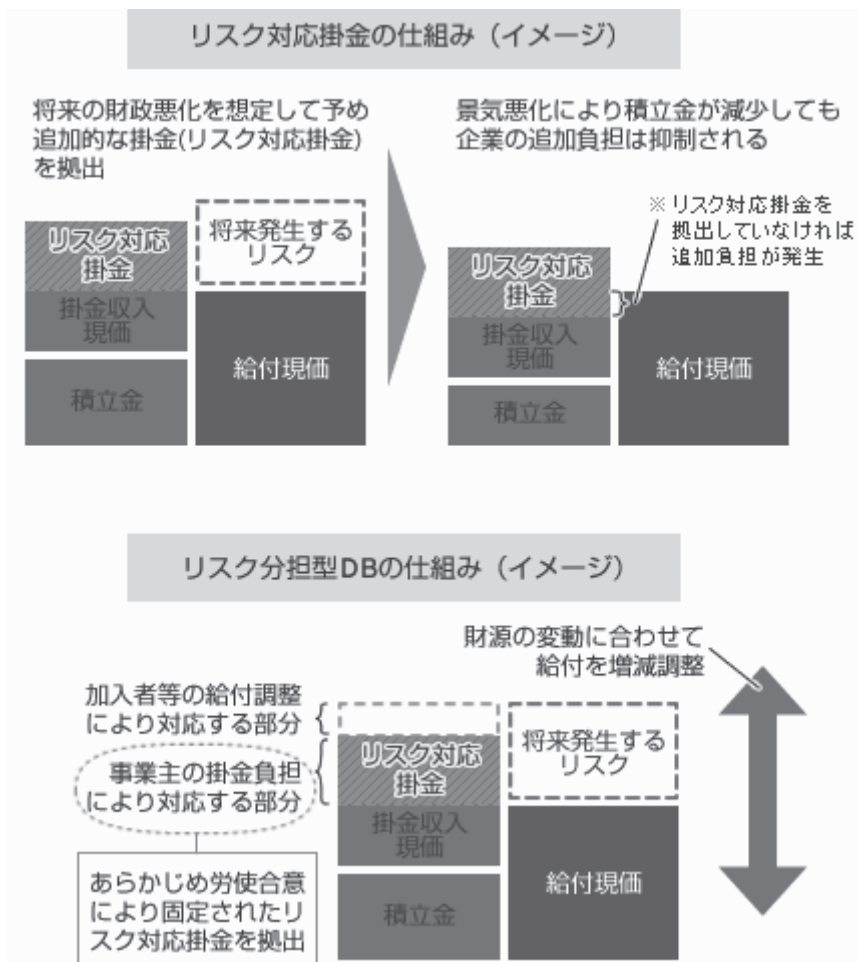 リスク対応掛金の仕組み（イメージ）
将来の財政悪化を想定して予め
追加的な掛金(リスク対応掛金)
を拠出
景気悪化により積立金が減少しても
企業の追加負担は抑制される
リスク対応
掛金
掛金収入
現価
積立金
将来発生する
リスク
給付現価
※ リスク対応掛金を
拠出していなければ
追加負担が発生
リスク対応
掛金
掛金収入
現価
積立金
給付現価
リスク分担型DBの仕組み（イメージ）
財源の変動に合わせて
給付を増減調整
加入者等の給付調整
により対応する部分
事業主の掛金負担
により対応する部分
あらかじめ労使合意
により固定されたリ
スク対応掛金を拠出
リスク対応
掛金
掛金収入
現価
積立金
将来発生する
リスク
給付現価